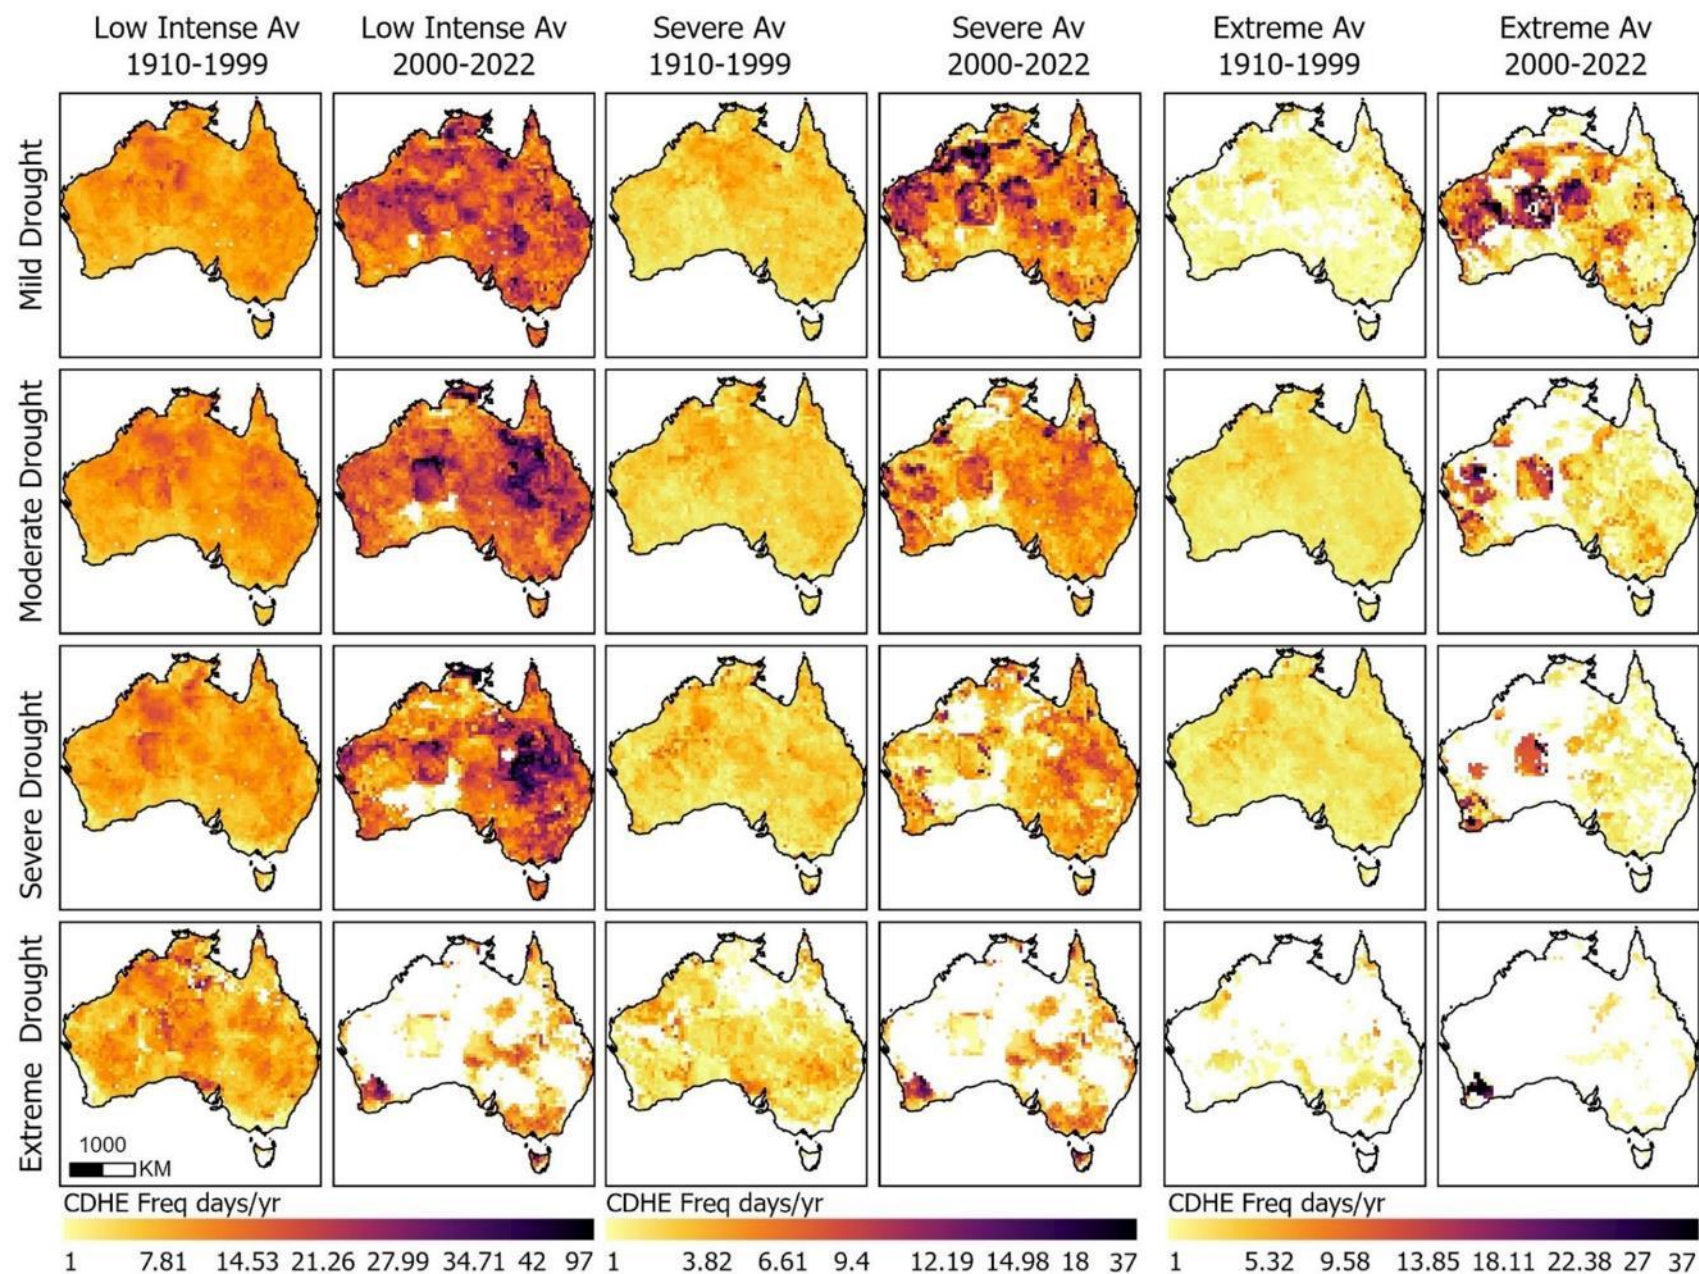 Low Intense Av
1910-1999
Low Intense Av
2000-2022
Severe Av
1910-1999
Severe Av
2000-2022
Extreme Av
1910-1999
Extreme Av
2000-2022
Mild Drought
Moderate Drought
Severe Drought
Extreme Drought
1000
KM
CDHE Freq days/yr
1 7.81 14.53 21.26 27.99 34.71 42 97
CDHE Freq days/yr
1 3.82 6.61 9.4 12.19 14.98 18 37
CDHE Freq days/yr
1 5.32 9.58 13.85 18.11 22.38 27 37